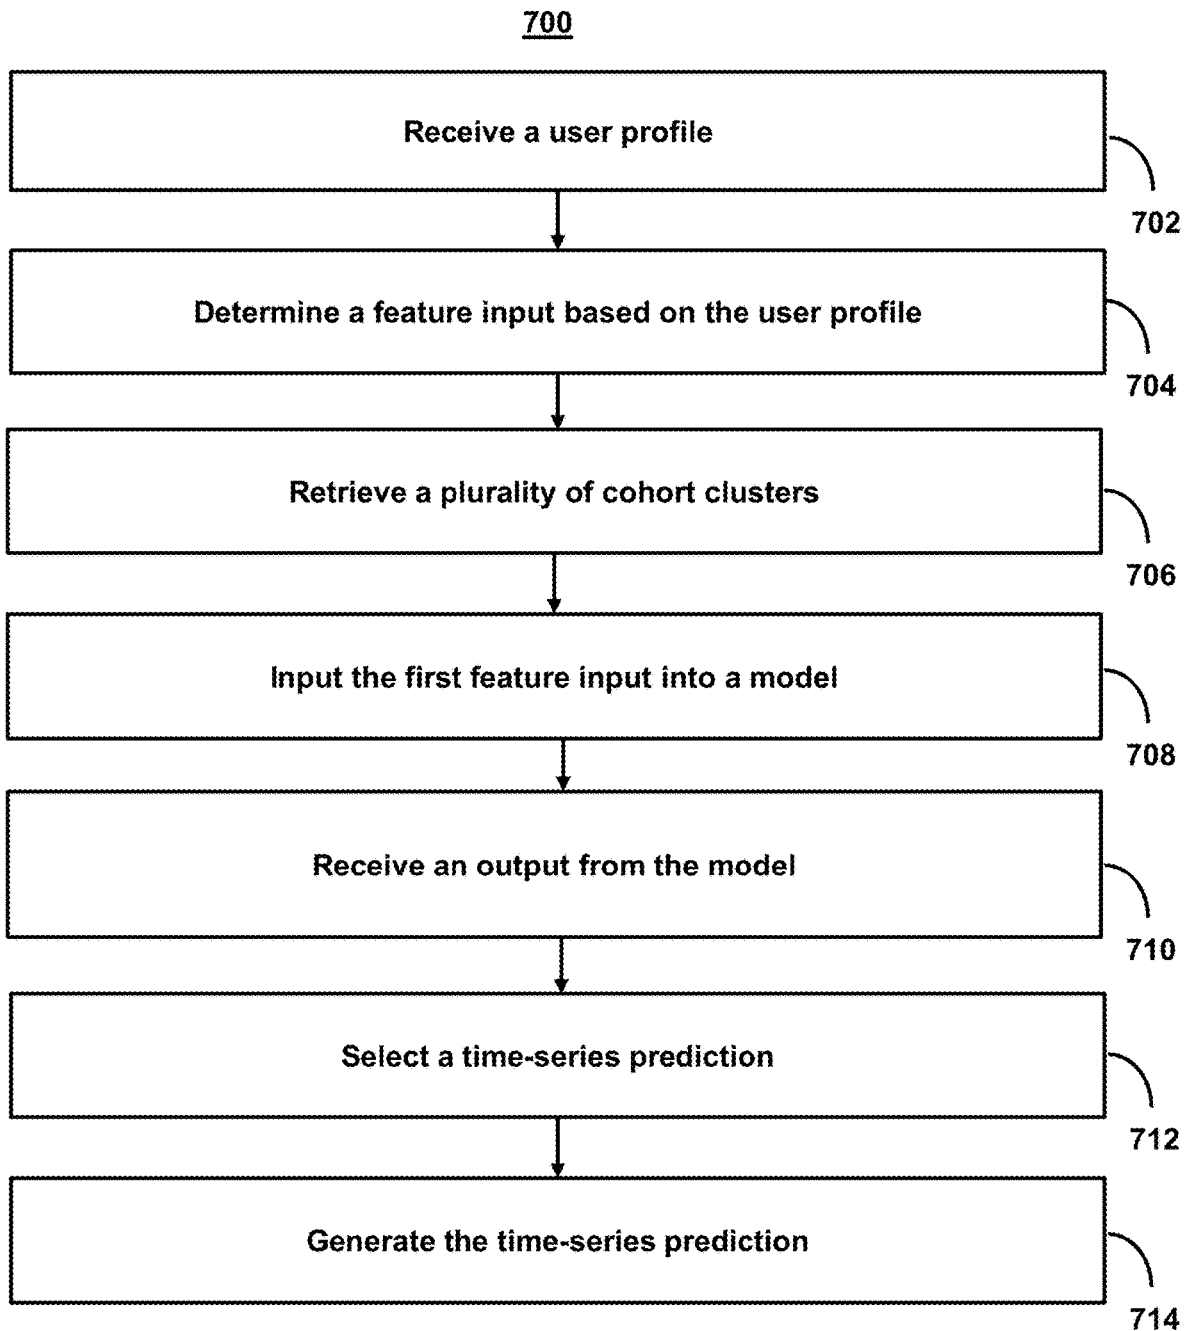 700
Receive a user profile
702
Determine a feature input based on the user profile
704
Retrieve a plurality of cohort clusters
706
Input the first feature input into a model
708
Receive an output from the model
710
Select a time-series prediction
712
Generate the time-series prediction
714